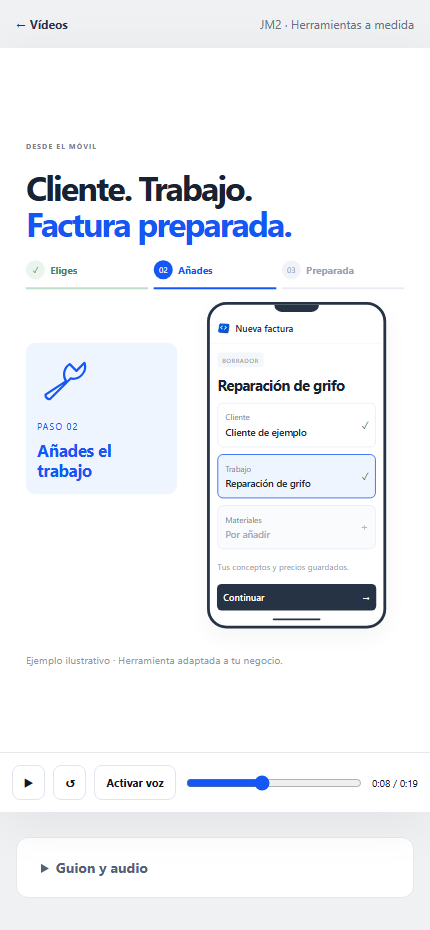 ← Vídeos
JM2 · Herramientas a medida
DESDE EL MÓVIL
Cliente. Trabajo.
Factura preparada.
✓ Eliges
02 Añades
03 Preparada
PASO 02
Añades el
trabajo
Nueva factura
BORRADOR
Reparación de grifo
Cliente
Cliente de ejemplo ✓
Trabajo
Reparación de grifo ✓
Materiales
Por añadir +
Tus conceptos y precios guardados.
Continuar →
Ejemplo ilustrativo · Herramienta adaptada a tu negocio.
▶ ↺ Activar voz 0:08 / 0:19
▶ Guion y audio